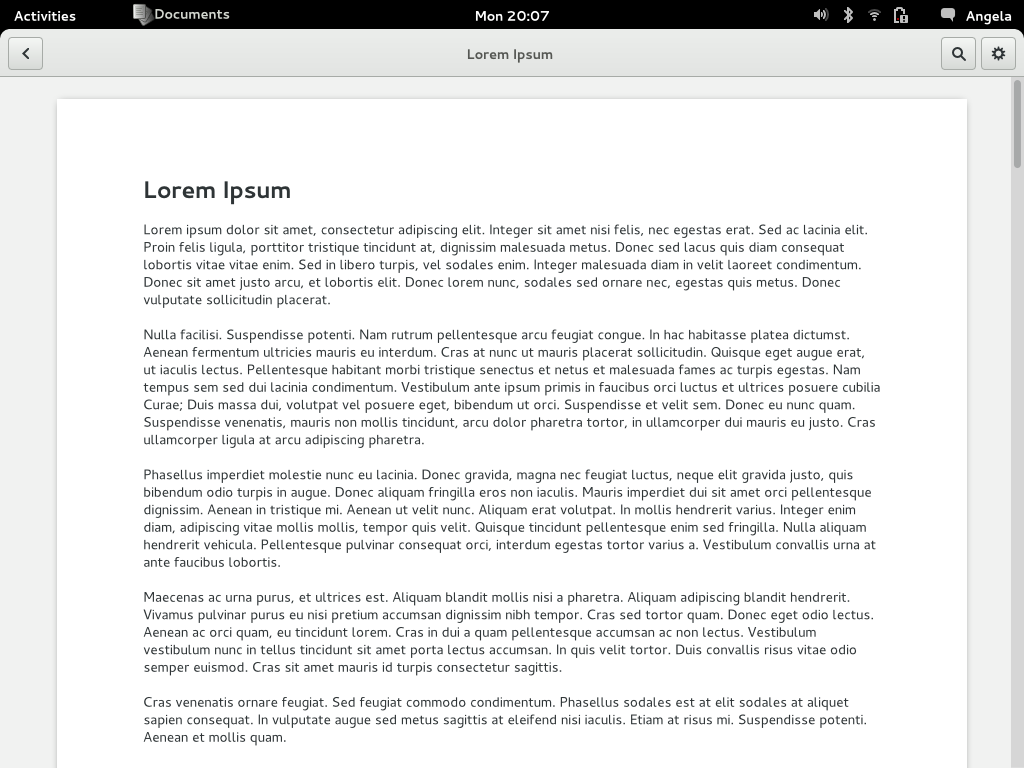 Activities
Documents
Mon 20:07
Angela
Lorem Ipsum
Lorem Ipsum
Lorem ipsum dolor sit amet, consectetur adipiscing elit. Integer sit amet nisi felis, nec egestas erat. Sed ac lacinia elit.
Proin felis ligula, porttitor tristique tincidunt at, dignissim malesuada metus. Donec sed lacus quis diam consequat
lobortis vitae vitae enim. Sed in libero turpis, vel sodales enim. Integer malesuada diam in velit laoreet condimentum.
Donec sit amet justo arcu, et lobortis elit. Donec lorem nunc, sodales sed ornare nec, egestas quis metus. Donec
vulputate sollicitudin placerat.
Nulla facilisi. Suspendisse potenti. Nam rutrum pellentesque arcu feugiat congue. In hac habitasse platea dictumst.
Aenean fermentum ultricies mauris eu interdum. Cras at nunc ut mauris placerat sollicitudin. Quisque eget augue erat,
ut iaculis lectus. Pellentesque habitant morbi tristique senectus et netus et malesuada fames ac turpis egestas. Nam
tempus sem sed dui lacinia condimentum. Vestibulum ante ipsum primis in faucibus orci luctus et ultrices posuere cubilia
Curae; Duis massa dui, volutpat vel posuere eget, bibendum ut orci. Suspendisse et velit sem. Donec eu nunc quam.
Suspendisse venenatis, mauris non mollis tincidunt, arcu dolor pharetra tortor, in ullamcorper dui mauris eu justo. Cras
ullamcorper ligula at arcu adipiscing pharetra.
Phasellus imperdiet molestie nunc eu lacinia. Donec gravida, magna nec feugiat luctus, neque elit gravida justo, quis
bibendum odio turpis in augue. Donec aliquam fringilla eros non iaculis. Mauris imperdiet dui sit amet orci pellentesque
dignissim. Aenean in tristique mi. Aenean ut velit nunc. Aliquam erat volutpat. In mollis hendrerit varius. Integer enim
diam, adipiscing vitae mollis mollis, tempor quis velit. Quisque tincidunt pellentesque enim sed fringilla. Nulla aliquam
hendrerit vehicula. Pellentesque pulvinar consequat orci, interdum egestas tortor varius a. Vestibulum convallis urna at
ante faucibus lobortis.
Maecenas ac urna purus, et ultrices est. Aliquam blandit mollis nisi a pharetra. Aliquam adipiscing blandit hendrerit.
Vivamus pulvinar purus eu nisi pretium accumsan dignissim nibh tempor. Cras sed tortor quam. Donec eget odio lectus.
Aenean ac orci quam, eu tincidunt lorem. Cras in dui a quam pellentesque accumsan ac non lectus. Vestibulum
vestibulum nunc in tellus tincidunt sit amet porta lectus accumsan. In quis velit tortor. Duis convallis risus vitae odio
semper euismod. Cras sit amet mauris id turpis consectetur sagittis.
Cras venenatis ornare feugiat. Sed feugiat commodo condimentum. Phasellus sodales est at elit sodales at aliquet
sapien consequat. In vulputate augue sed metus sagittis at eleifend nisi iaculis. Etiam at risus mi. Suspendisse potenti.
Aenean et mollis quam.